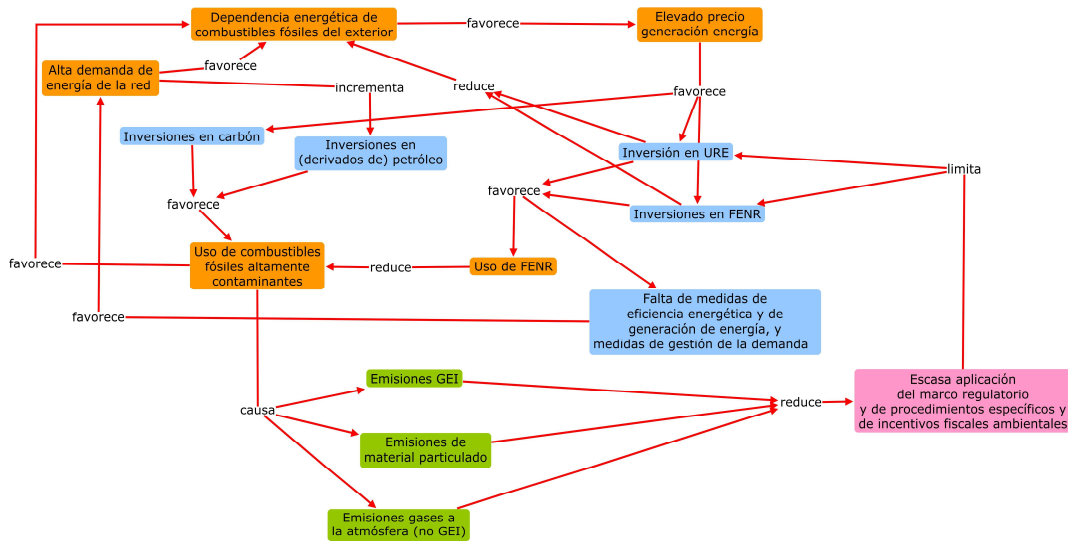 Dependencia energética de
combustibles fósiles del exterior
favorece
Elevado precio
generación energía
Alta demanda de
energía de la red
favorece
incrementa
reduce
favorece
Inversiones en carbón
Inversiones en
(derivados de) petróleo
Inversión en URE
limita
favorece
favorece
Inversiones en FENR
Uso de combustibles
fósiles altamente
contaminantes
favorece
reduce
Uso de FENR
favorece
Falta de medidas de
eficiencia energética y de
generación de energía, y
medidas de gestión de la demanda
Emisiones GEI
causa
reduce
Escasa aplicación
del marco regulatorio
y de procedimientos específicos y
de incentivos fiscales ambientales
Emisiones de
material particulado
Emisiones gases a
la atmósfera (no GEI)